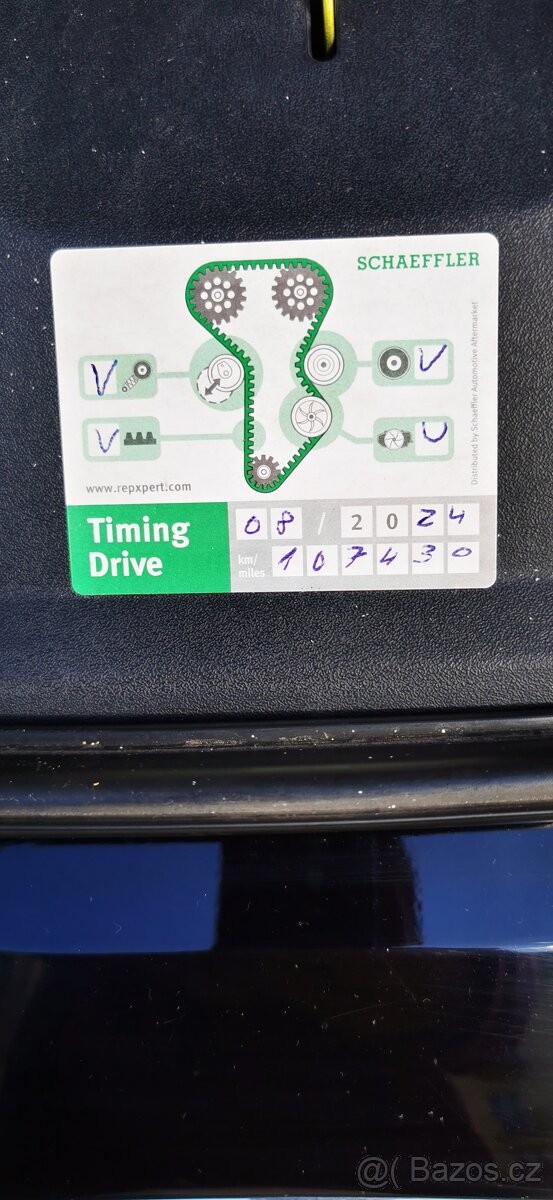 SCHAEFFLER
V
V
V
V
Distributed by Schaeffler Automotive Aftermarket
www.repxpert.com
Timing
Drive
08 / 2024
km/
miles
107430
@( Bazos.cz